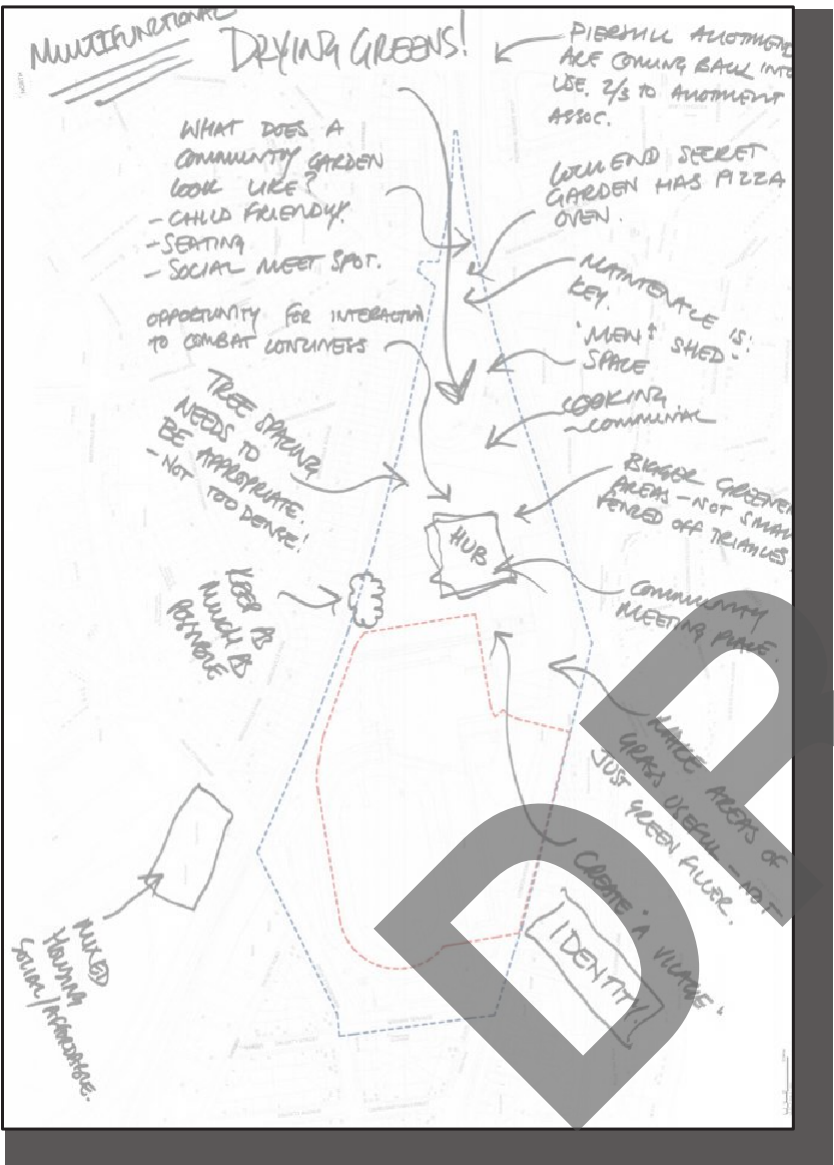 MULTIFUNCTIONAL
DRYING GREENS!
PIERSHILL ALLOTMENT
ARE COMING BACK INTO
USE. 2/3 TO ALLOTMENT
ASSOC.
WHAT DOES A
COMMUNITY GARDEN
LOOK LIKE?
- CHILD FRIENDLY.
- SEATING
- SOCIAL MEET SPOT.
LOCHEND SECRET
GARDEN HAS PIZZA
OVEN.
MAINTENANCE IS
KEY.
OPPORTUNITY FOR INTERACTION
TO COMBAT LONLINESS
'MENS SHED'
SPACE
COOKING
- COMMUNAL
TREE SPACING
NEEDS TO
BE APPROPRIATE.
- NOT TOO DENSE!
BIGGER GREENER
AREAS - NOT SMALL
FENCED OFF TRIANGLES
HUB
COMMUNITY
MEETING PLACE.
KEEP AS
MUCH AS
POSSIBLE
MAKE AREAS OF
GRASS USEFUL - NOT
JUST GREEN FILLER.
CREATE 'A VILLAGE'
IDENTITY!
MIXED
HOUSING
SOCIAL/AFFORDABLE.